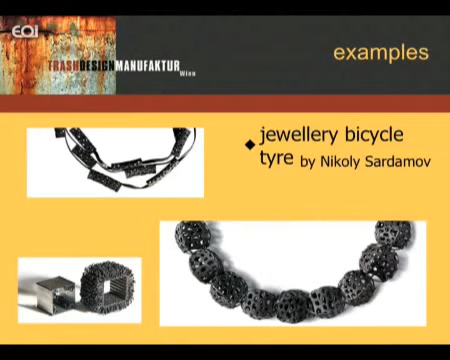 EOI
examples
TRASHDESIGNMANUFAKTUR
Wien
jewellery bicycle
tyre by Nikoly Sardamov